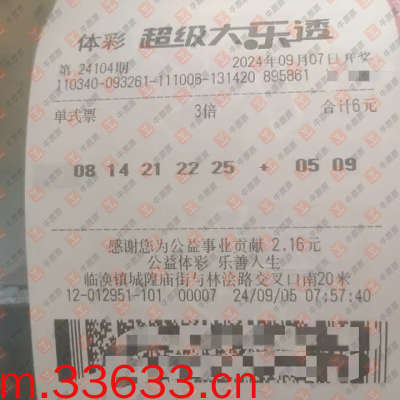 体彩 超级大乐透
第 24104期 2024年09月07日开奖
110340-093261-111008-131420 895861
单式票 3倍 合计6元
08 14 21 22 25 + 05 09
感谢您为公益事业贡献 2.16元
公益体彩 乐善人生
临涣镇城隍庙街与林浍路交叉口南20米
12-012951-101 00007 24/09/05 07:57:40
m.33633.cn